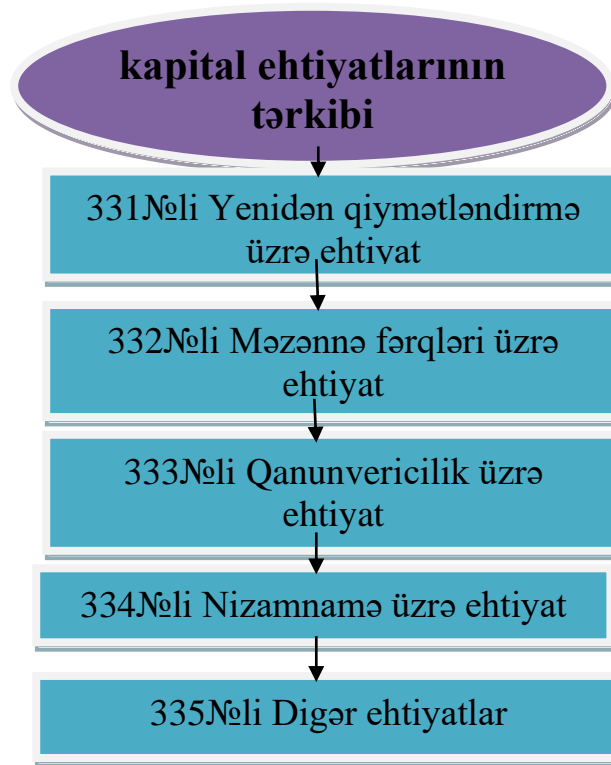 kapital ehtiyatlarının
tərkibi
331№li Yenidən qiymətləndirmə
üzrə ehtiyat
332№li Məzənnə fərqləri üzrə
ehtiyat
333№li Qanunvericilik üzrə
ehtiyat
334№li Nizamnamə üzrə ehtiyat
335№li Digər ehtiyatlar